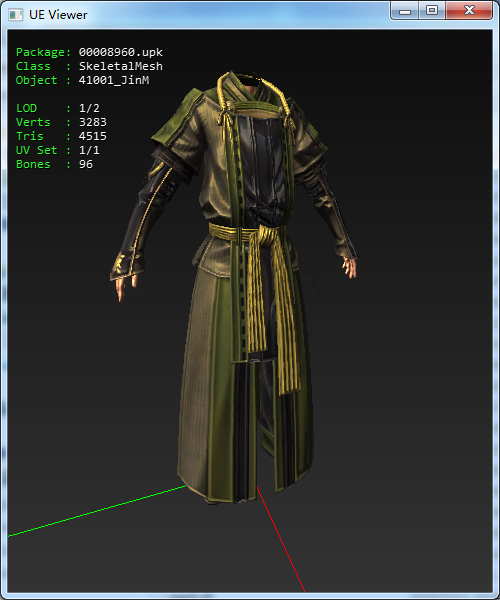 UE Viewer
Package: 00008960.upk
Class : SkeletalMesh
Object : 41001_JinM
LOD : 1/2
Verts : 3283
Tris : 4515
UV Set : 1/1
Bones : 96